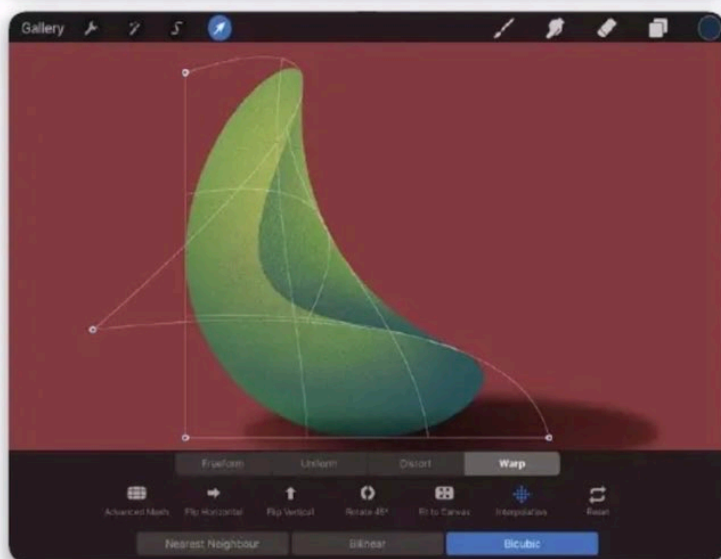 Gallery
Freeform Uniform Distort Warp
Advanced Mesh Flip Horizontal Flip Vertical Rotate 45° Fit to Canvas Interpolation Reset
Nearest Neighbour Bilinear Bicubic